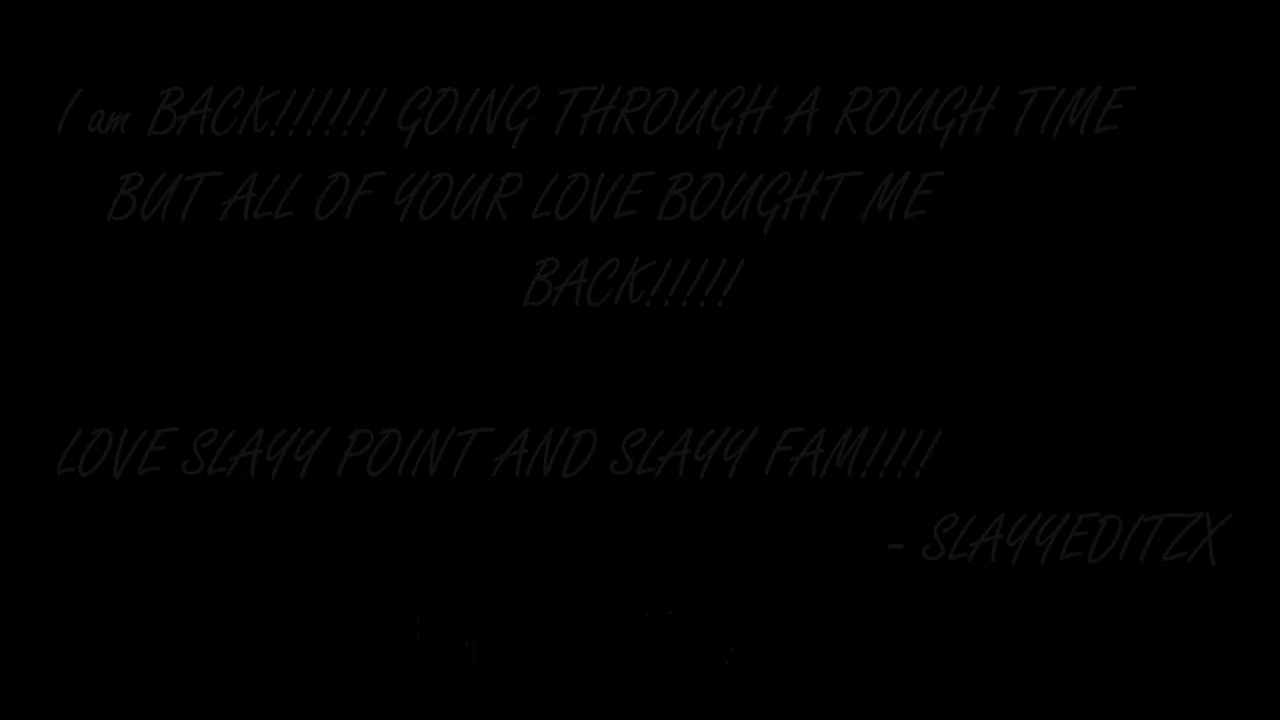 I am BACK!!!!!! GOING THROUGH A ROUGH TIME
BUT ALL OF YOUR LOVE BOUGHT ME
BACK!!!!!
LOVE SLAYY POINT AND SLAYY FAM!!!!
- SLAYYEDITZX